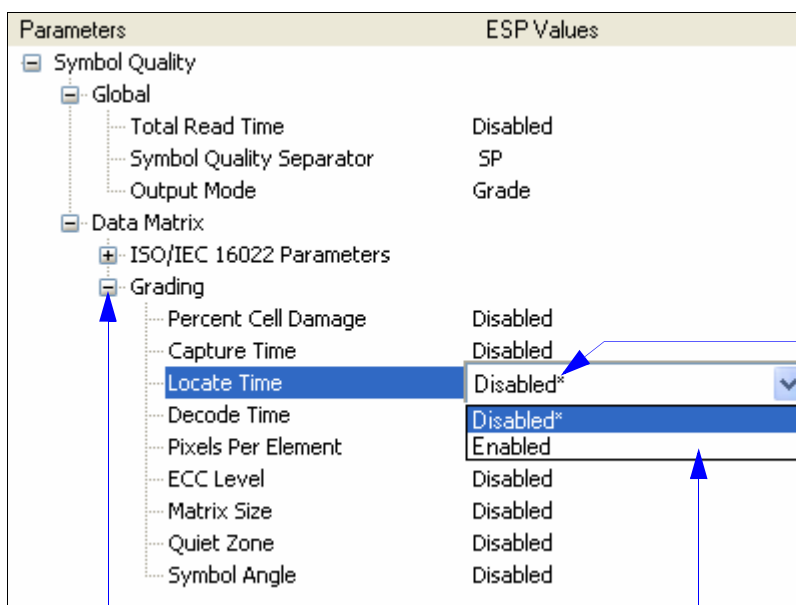 Parameters ESP Values
Symbol Quality
Global
Total Read Time Disabled
Symbol Quality Separator SP
Output Mode Grade
Data Matrix
ISO/IEC 16022 Parameters
Grading
Percent Cell Damage Disabled
Capture Time Disabled
Locate Time Disabled*
Decode Time Disabled*
Pixels Per Element Enabled
ECC Level Disabled
Matrix Size Disabled
Quiet Zone Disabled
Symbol Angle Disabled